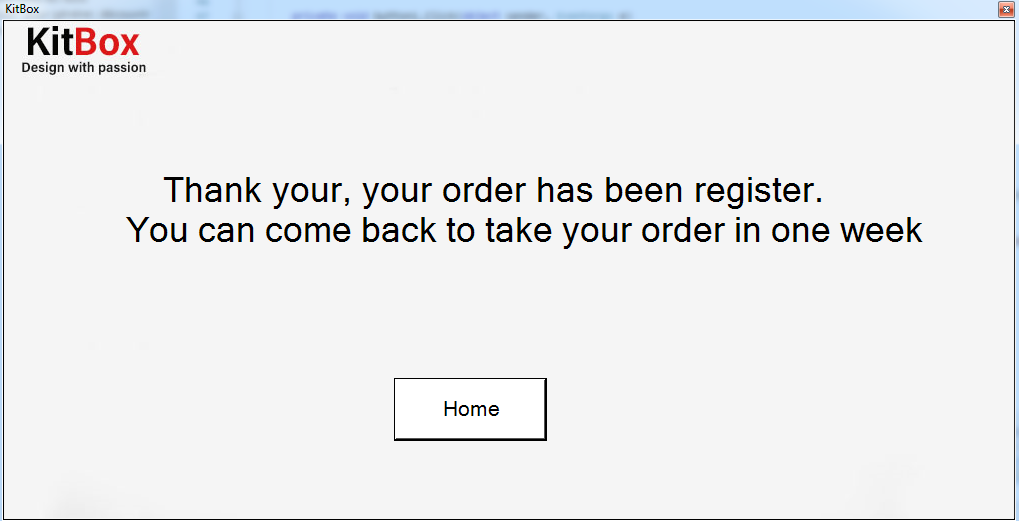 KitBox
KitBox
Design with passion
Thank your, your order has been register.
You can come back to take your order in one week
Home